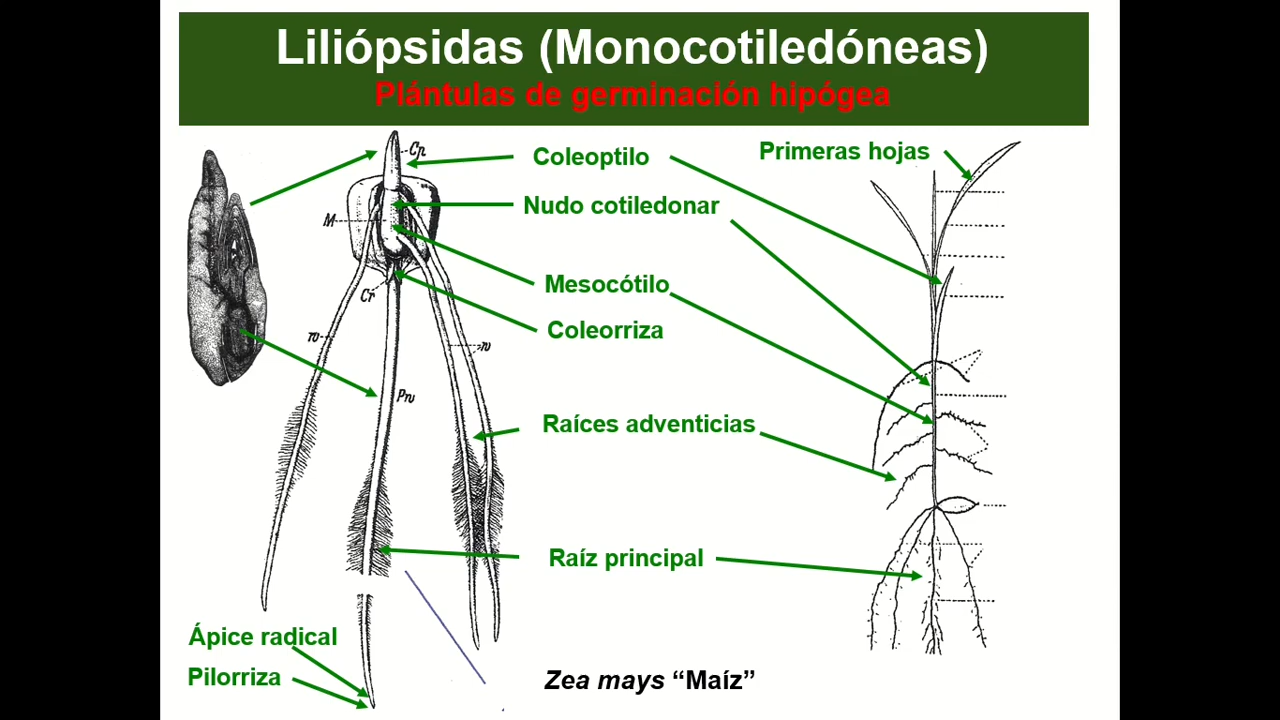 Liliópsidas (Monocotiledóneas)
Plántulas de germinación hipógea
Cp
Coleoptilo
Primeras hojas
Nudo cotiledonar
M
Mesocótilo
Cr
Coleorriza
w
w
Pw
Raíces adventicias
Raíz principal
Ápice radical
Pilorriza
Zea mays “Maíz”